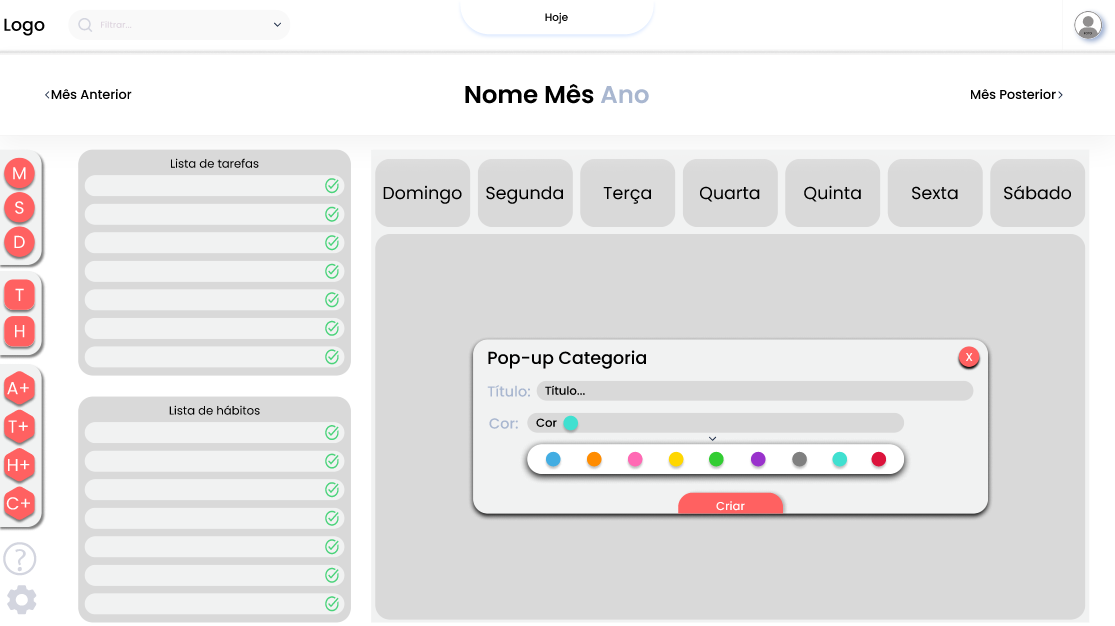 Logo
Filtrar...
Hoje
Mês Anterior
Nome Mês Ano
Mês Posterior
M
S
D
T
H
A+
T+
H+
C+
?
Lista de tarefas
Lista de hábitos
Domingo Segunda Terça Quarta Quinta Sexta Sábado
Pop-up Categoria
X
Título: Título...
Cor: Cor
Criar